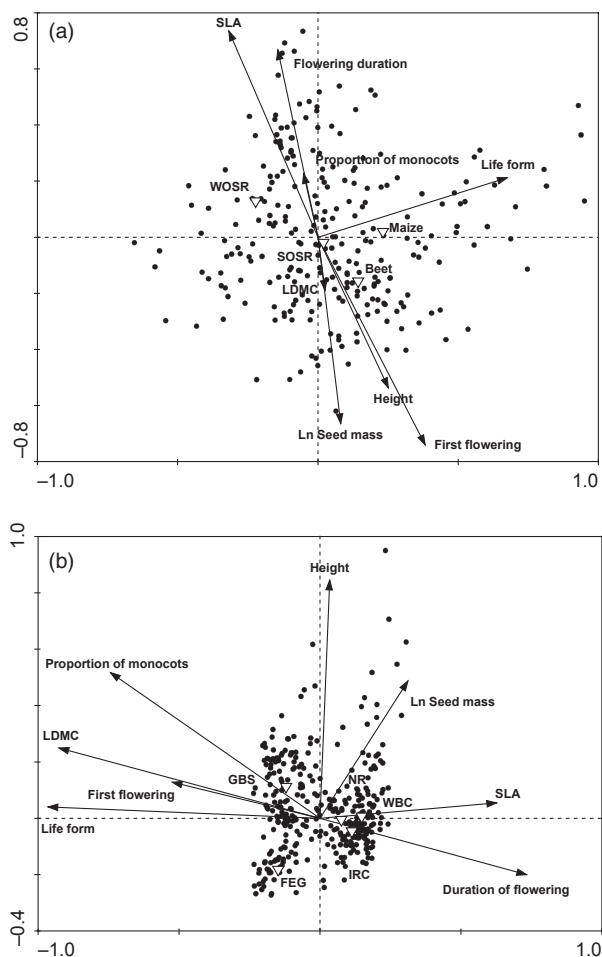 0.8
(a)
SLA
Flowering duration
Proportion of monocots
Life form
WOSR
Maize
SOSR
Beet
LDMC
Height
Ln Seed mass
First flowering
–0.8
–1.0
1.0
1.0
(b)
Height
Proportion of monocots
Ln Seed mass
LDMC
GBS
NR
First flowering
WBC
SLA
Life form
FEG
IRC
Duration of flowering
–0.4
–1.0
1.0